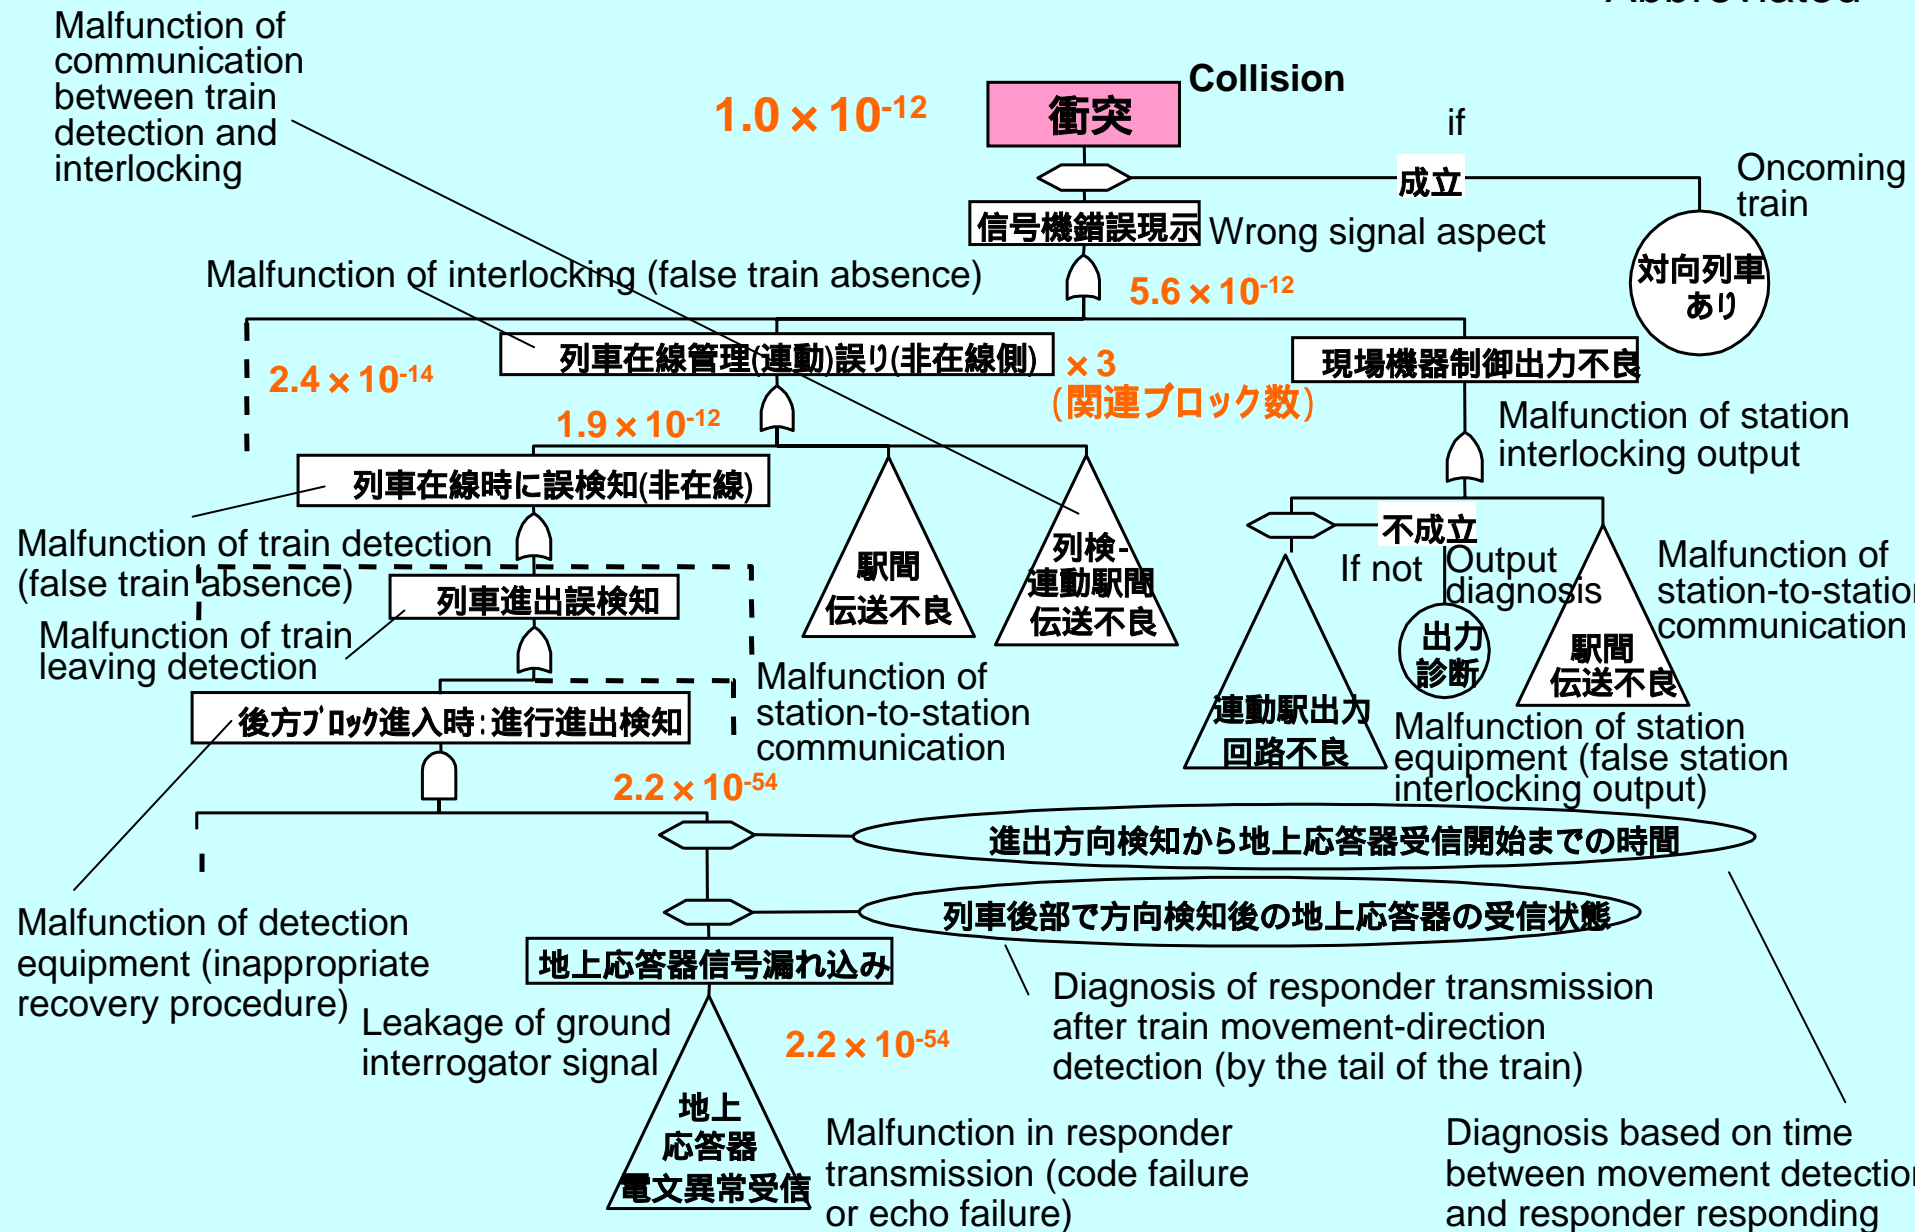 Abbreviated
Malfunction of
communication
between train
detection and
interlocking
Collision
1.0 × 10-12
衝突
if
成立
Oncoming
train
信号機錯誤現示
Wrong signal aspect
対向列車
あり
Malfunction of interlocking (false train absence)
5.6 × 10-12
列車在線管理(連動)誤り(非在線側)
× 3
(関連ブロック数)
現場機器制御出力不良
2.4 × 10-14
1.9 × 10-12
Malfunction of station
interlocking output
列車在線時に誤検知(非在線)
不成立
Malfunction of train detection
(false train absence)
駅間
伝送不良
列検-
連動駅間
伝送不良
If not
Output
diagnosis
Malfunction of
station-to-station
communication
列車進出誤検知
Malfunction of train
leaving detection
出力
診断
駅間
伝送不良
Malfunction of
station-to-station
communication
連動駅出力
回路不良
後方ブロック進入時:進行進出検知
Malfunction of station
equipment (false station
interlocking output)
2.2 × 10-54
進出方向検知から地上応答器受信開始までの時間
列車後部で方向検知後の地上応答器の受信状態
Malfunction of detection
equipment (inappropriate
recovery procedure)
地上応答器信号漏れ込み
Leakage of ground
interrogator signal
2.2 × 10-54
Diagnosis of responder transmission
after train movement-direction
detection (by the tail of the train)
地上
応答器
電文異常受信
Malfunction in responder
transmission (code failure
or echo failure)
Diagnosis based on time
between movement detection
and responder responding